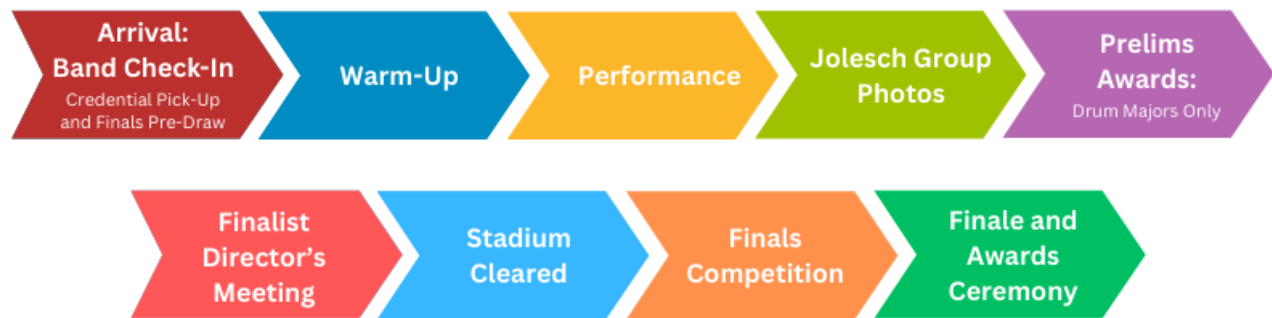 Arrival:
Band Check-In
Credential Pick-Up
and Finals Pre-Draw
Warm-Up
Performance
Jolesch Group
Photos
Prelims
Awards:
Drum Majors Only
Finalist
Director's
Meeting
Stadium
Cleared
Finals
Competition
Finale and
Awards
Ceremony